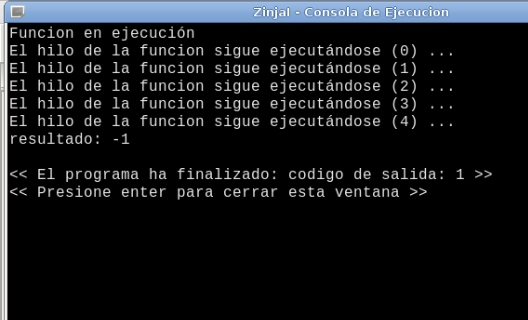 ZinjaI - Consola de Ejecucion
Funcion en ejecución
El hilo de la funcion sigue ejecutándose (0) ...
El hilo de la funcion sigue ejecutándose (1) ...
El hilo de la funcion sigue ejecutándose (2) ...
El hilo de la funcion sigue ejecutándose (3) ...
El hilo de la funcion sigue ejecutándose (4) ...
resultado: -1
<< El programa ha finalizado: codigo de salida: 1 >>
<< Presione enter para cerrar esta ventana >>